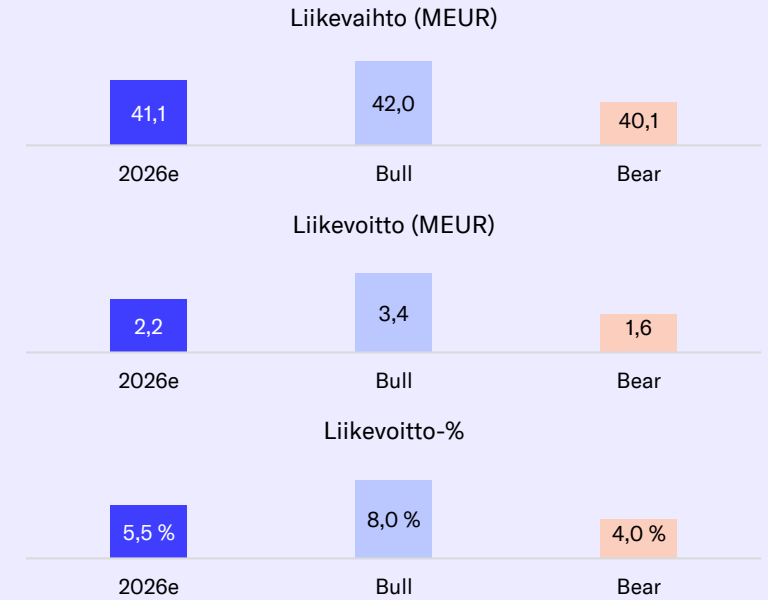 Liikevaihto (MEUR)
41,1
42,0
40,1
2026e
Bull
Bear
Liikevoitto (MEUR)
2,2
3,4
1,6
2026e
Bull
Bear
Liikevoitto-%
5,5 %
8,0 %
4,0 %
2026e
Bull
Bear